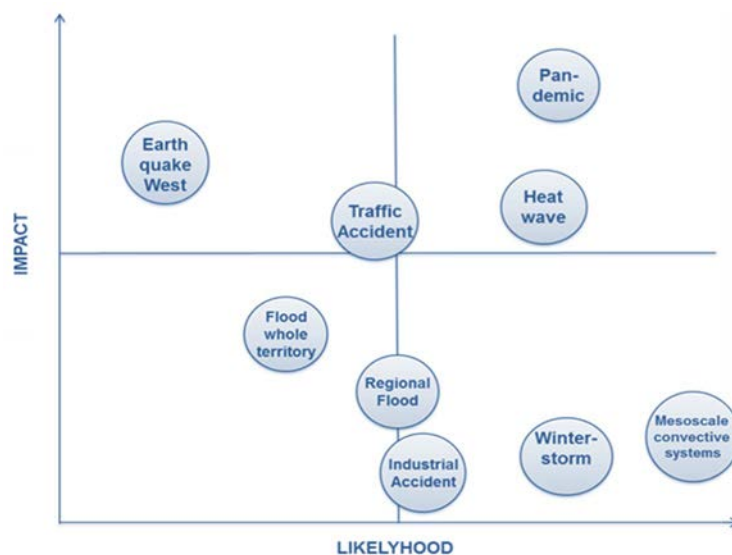 Pan-
demic
Earth
quake
West
Heat
wave
Traffic
Accident
IMPACT
Flood
whole
territory
Regional
Flood
Mesoscale
convective
systems
Winter-
storm
Industrial
Accident
LIKELYHOOD